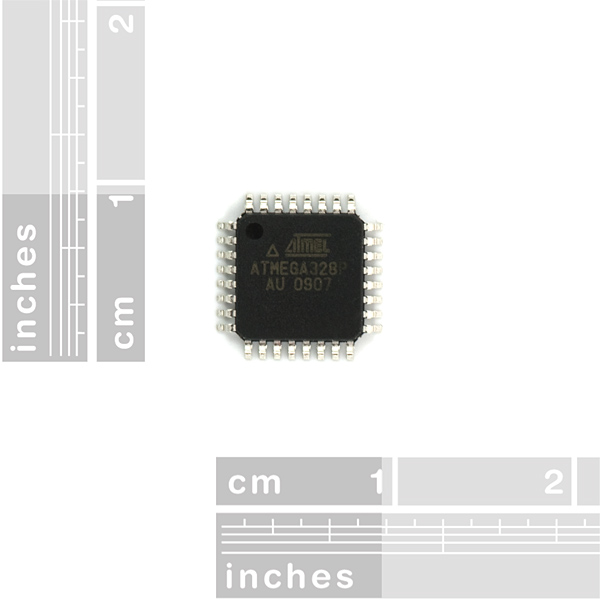 2
1
inches
cm
ATMEL
ATMEGA328P
AU 0907
cm 1 2
inches